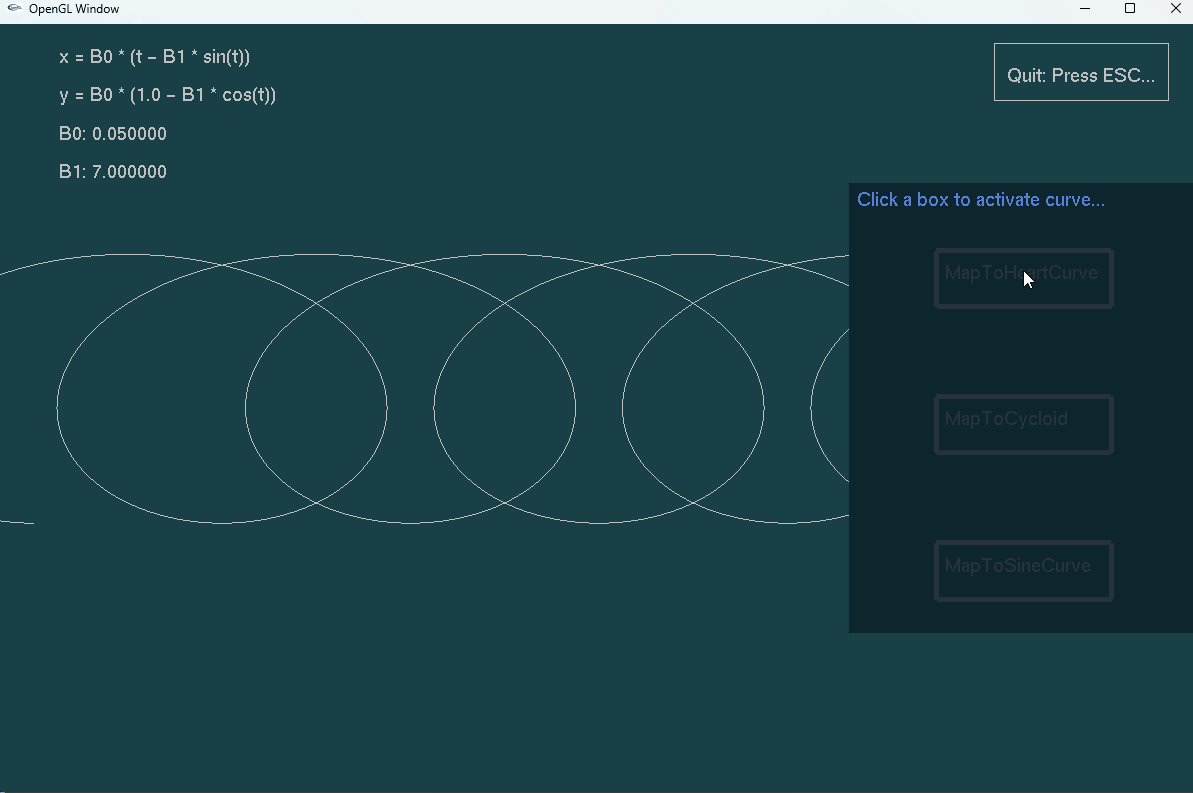 OpenGL Window
x = B0 * (t - B1 * sin(t))
y = B0 * (1.0 - B1 * cos(t))
B0: 0.050000
B1: 7.000000
Quit: Press ESC...
Click a box to activate curve...
MapToHeartCurve
MapToCycloid
MapToSineCurve